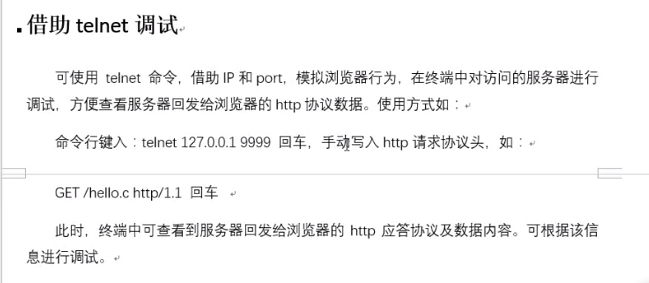 借助 telnet 调试
可使用 telnet 命令，借助 IP 和 port，模拟浏览器行为，在终端中对访问的服务器进行
调试，方便查看服务器回发给浏览器的 http 协议数据。使用方式如：
命令行键入：telnet 127.0.0.1 9999 回车，手动写入 http 请求协议头，如：
GET /hello.c http/1.1 回车
此时，终端中可查看到服务器回发给浏览器的 http 应答协议及数据内容。可根据该信
息进行调试。